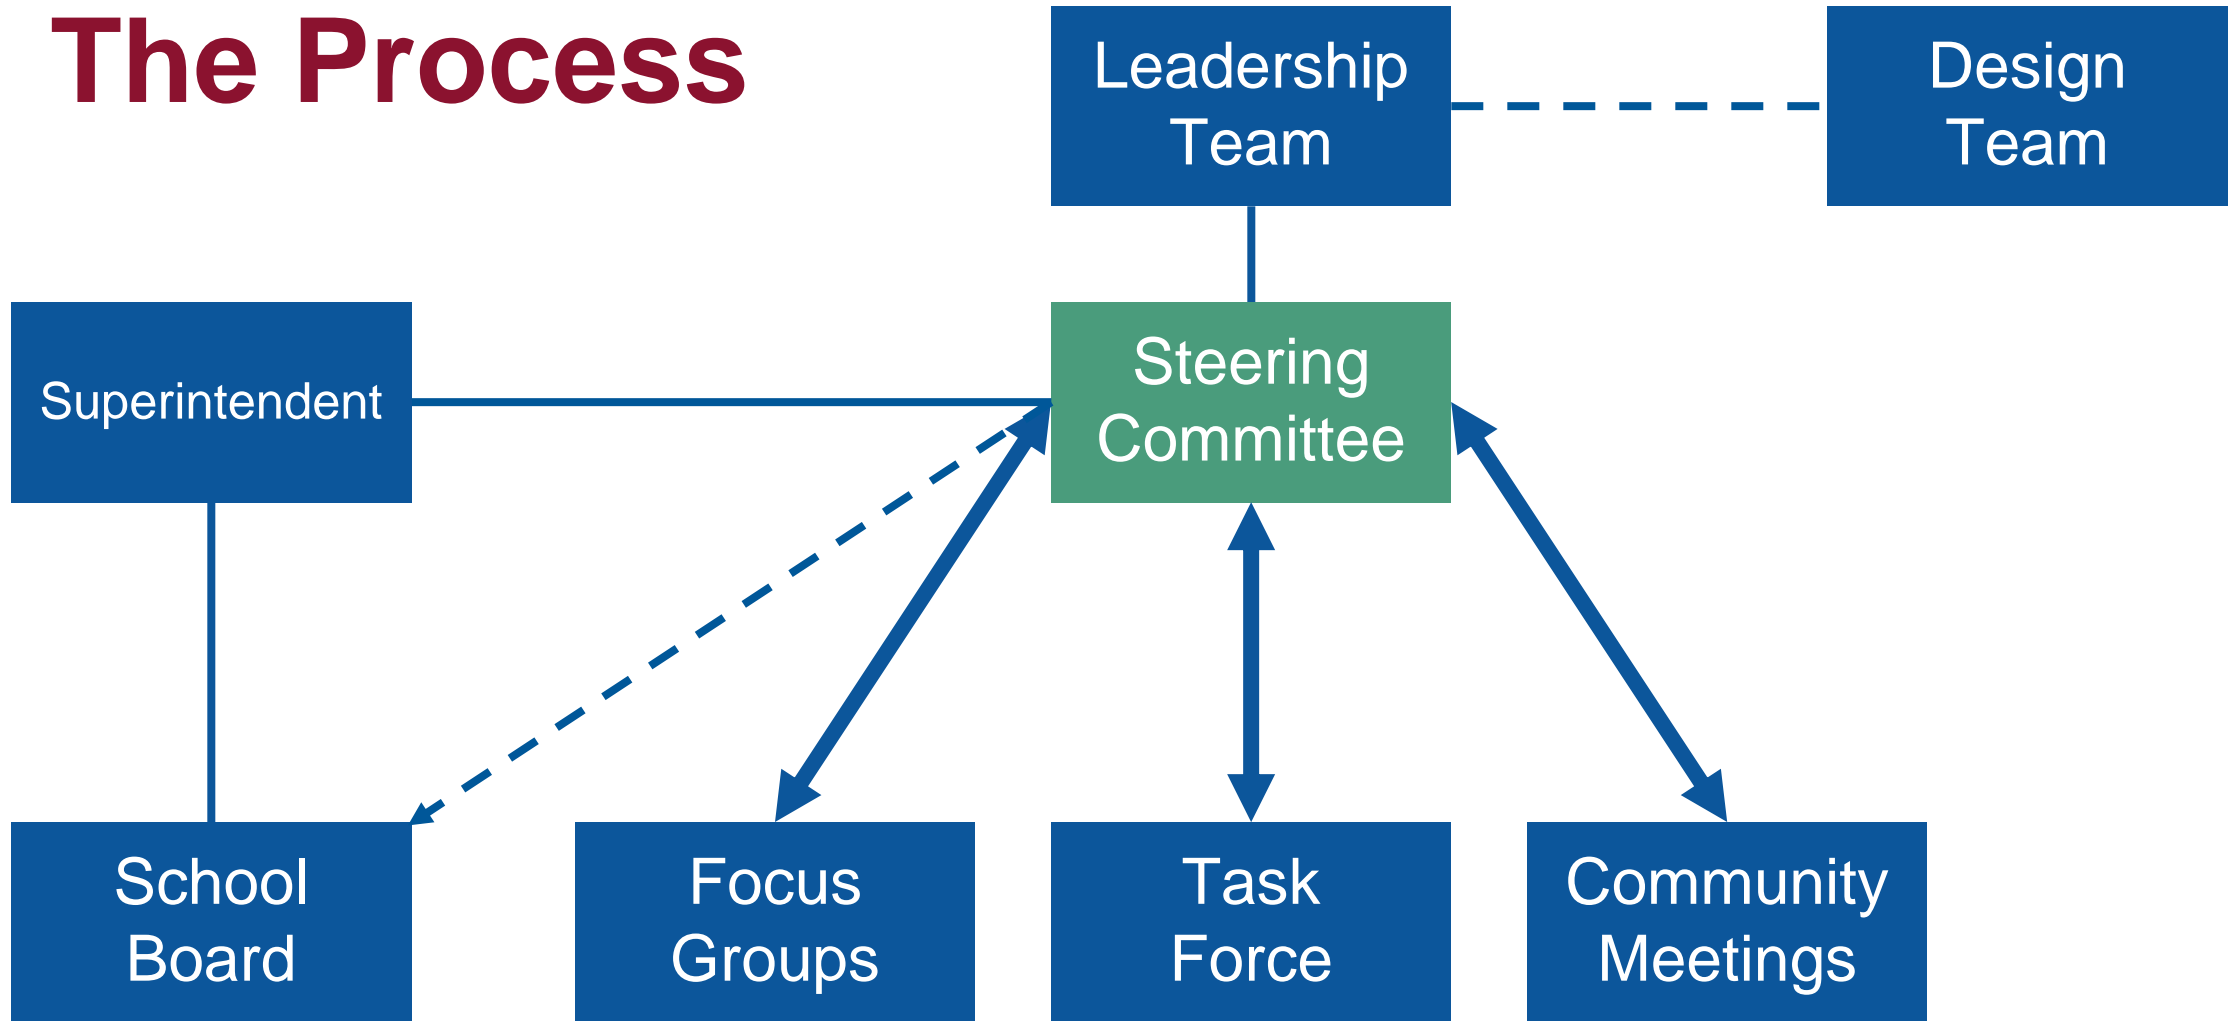 The Process
Leadership
Team
Design
Team
Superintendent
Steering
Committee
School
Board
Focus
Groups
Task
Force
Community
Meetings